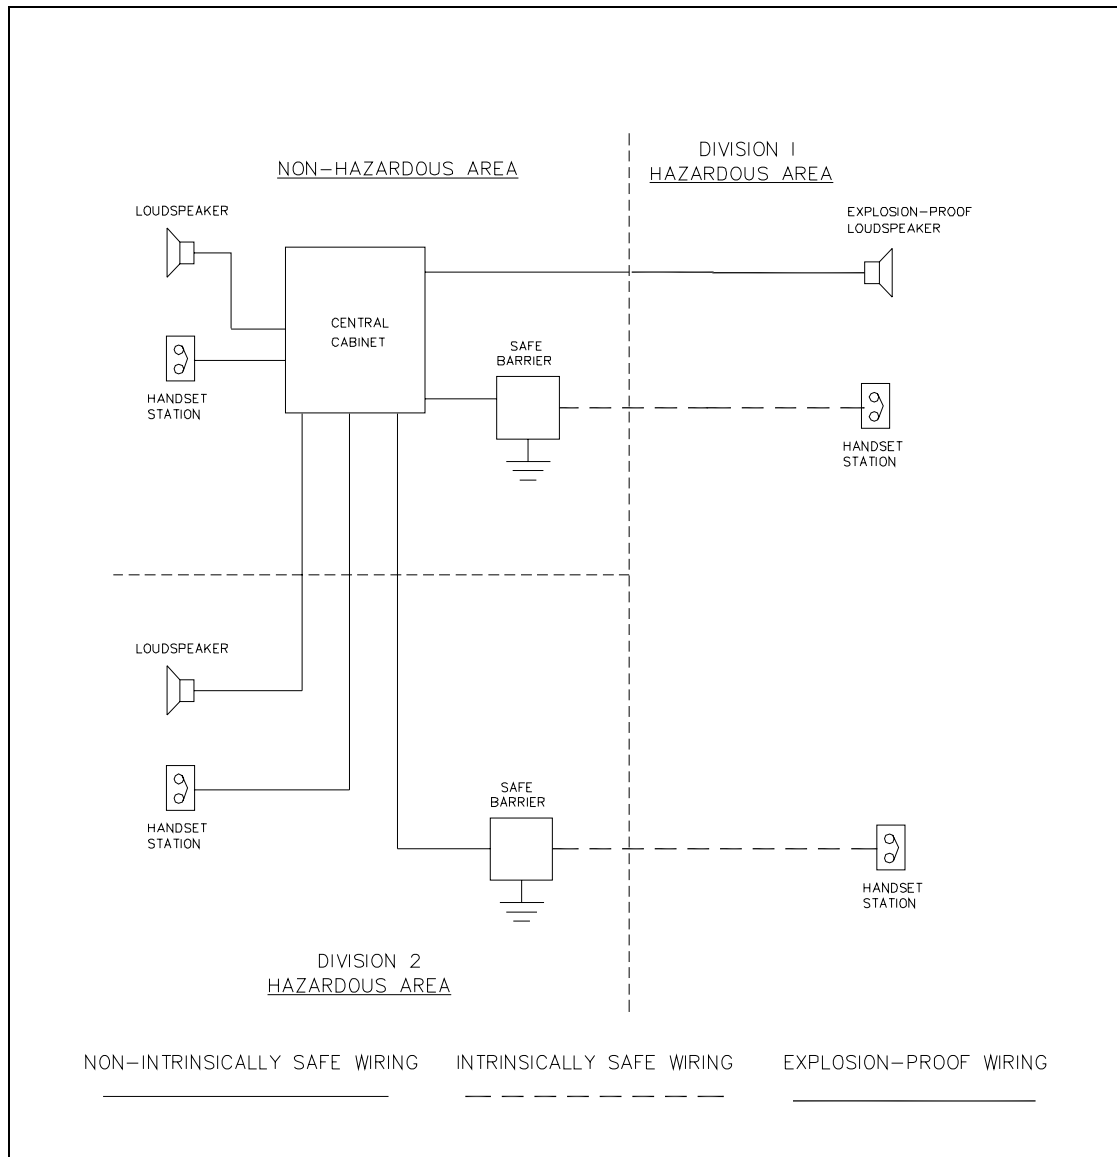 NON-HAZARDOUS AREA
DIVISION I
HAZARDOUS AREA
LOUDSPEAKER
EXPLOSION-PROOF
LOUDSPEAKER
CENTRAL
CABINET
SAFE
BARRIER
HANDSET
STATION
HANDSET
STATION
LOUDSPEAKER
HANDSET
STATION
SAFE
BARRIER
HANDSET
STATION
DIVISION 2
HAZARDOUS AREA
NON-INTRINSICALLY SAFE WIRING
INTRINSICALLY SAFE WIRING
EXPLOSION-PROOF WIRING